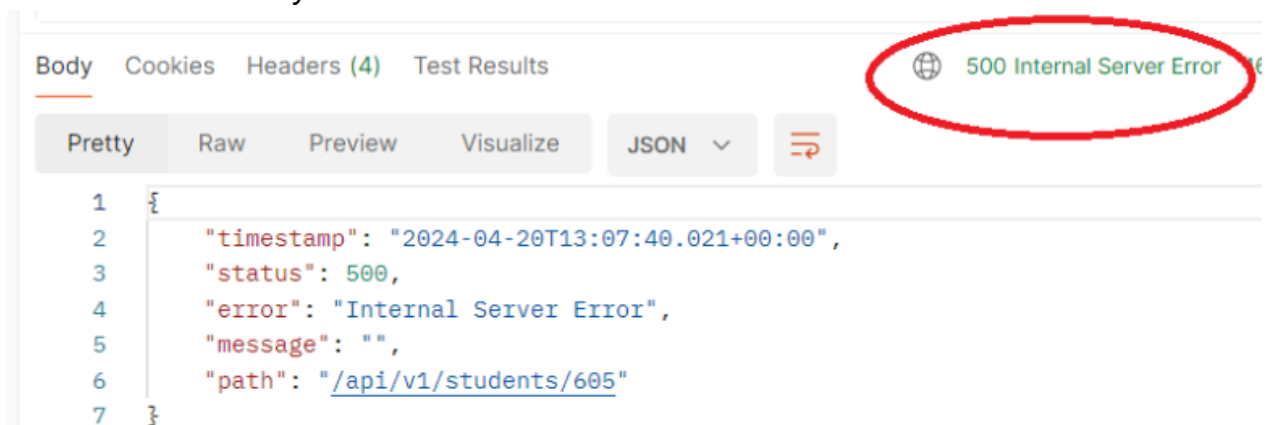 Body Cookies Headers (4) Test Results 500 Internal Server Error
Pretty Raw Preview Visualize JSON
1 {
2 "timestamp": "2024-04-20T13:07:40.021+00:00",
3 "status": 500,
4 "error": "Internal Server Error",
5 "message": "",
6 "path": "/api/v1/students/605"
7 }